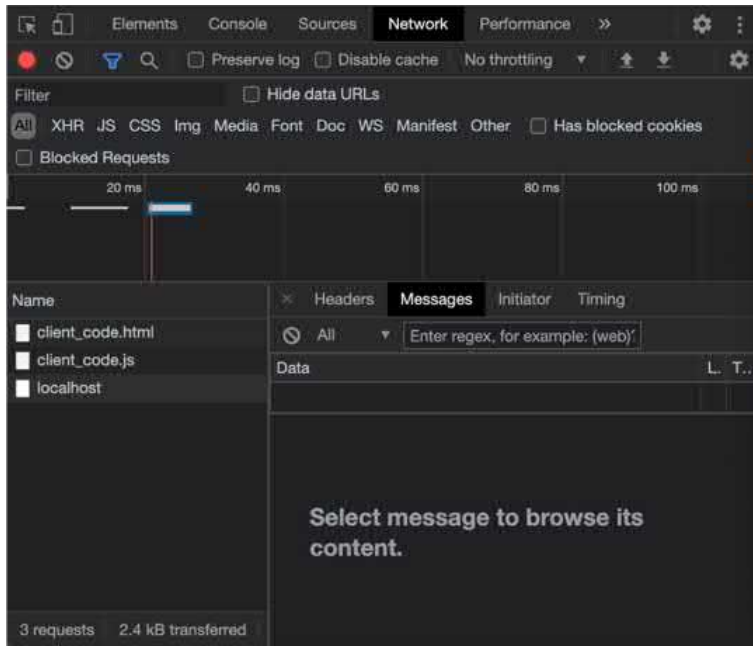 Elements Console Sources Network Performance »
Preserve log Disable cache No throttling ▼
Filter Hide data URLs
All XHR JS CSS Img Media Font Doc WS Manifest Other Has blocked cookies
Blocked Requests
20 ms 40 ms 60 ms 80 ms 100 ms
Name × Headers Messages Initiator Timing
client_code.html All ▼ Enter regex, for example: (web)?
client_code.js Data L. T..
localhost
Select message to browse its
content.
3 requests 2.4 kB transferred